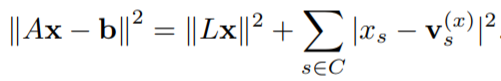 ‖Ax − b‖² = ‖Lx‖² + ∑_{s∈C} |x_s − v_s^{(x)}|²